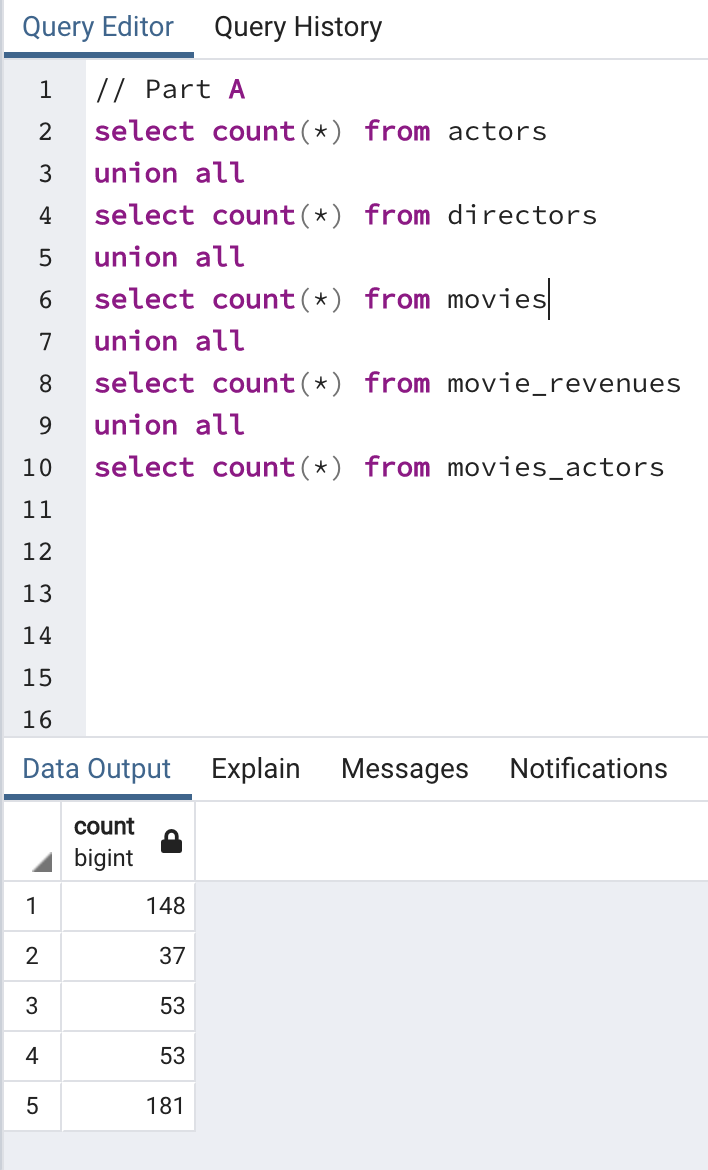 Query Editor Query History
1 // Part A
2 select count(*) from actors
3 union all
4 select count(*) from directors
5 union all
6 select count(*) from movies
7 union all
8 select count(*) from movie_revenues
9 union all
10 select count(*) from movies_actors
11
12
13
14
15
16
Data Output Explain Messages Notifications
count
bigint
1 148
2 37
3 53
4 53
5 181